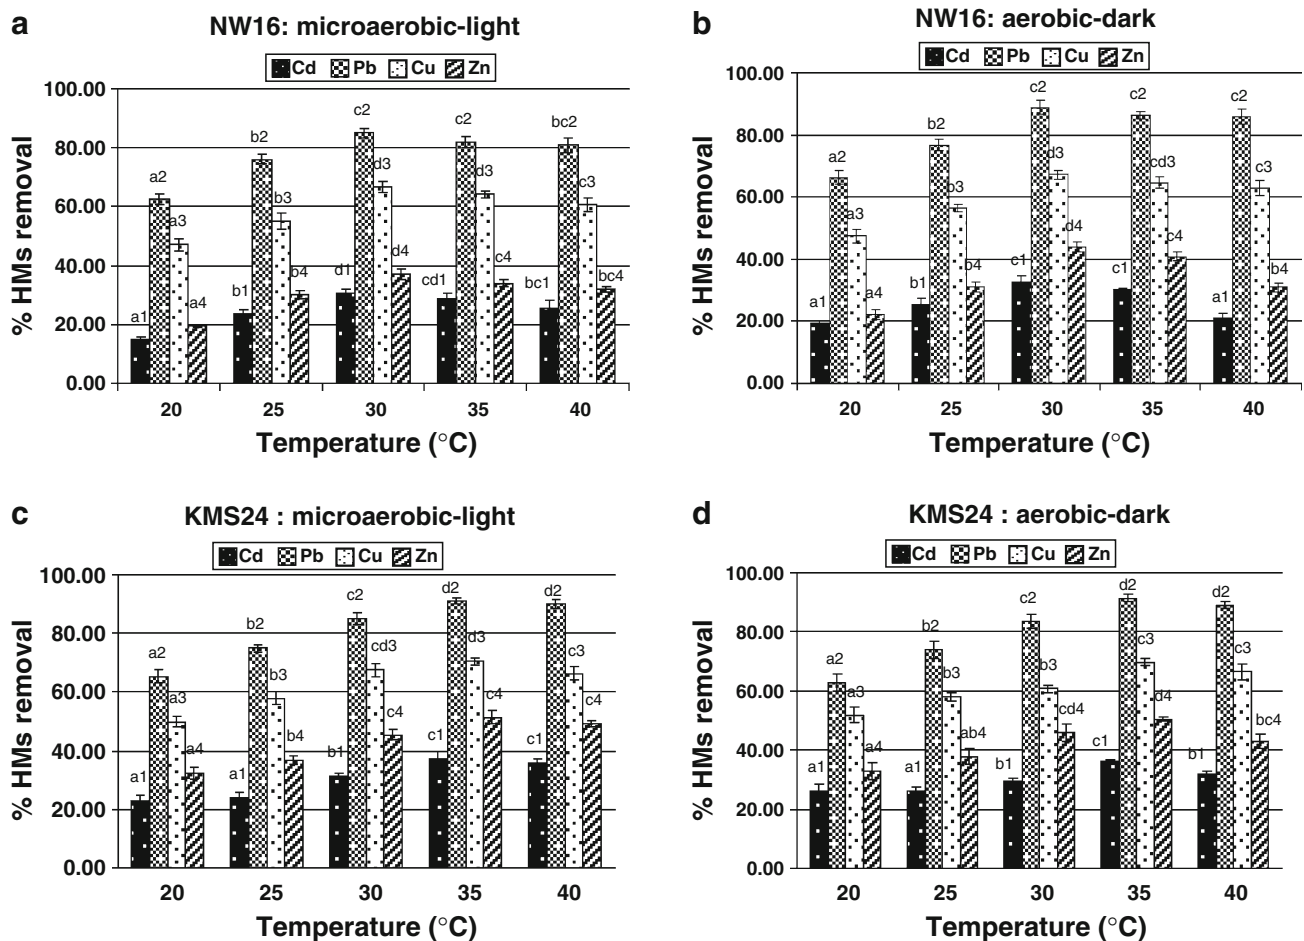 a
NW16: microaerobic-light
Cd Pb Cu Zn
% HMs removal
100.00
80.00
60.00
40.00
20.00
0.00
a1 a2 a3 a4
b1 b2 b3 b4
d1 c2 d3 d4
cd1 c2 d3 c4
bc1 bc2 c3 bc4
20 25 30 35 40
Temperature (°C)
b
NW16: aerobic-dark
Cd Pb Cu Zn
% HMs removal
100.00
80.00
60.00
40.00
20.00
0.00
a1 a2 a3 a4
b1 b2 b3 b4
c1 c2 d3 d4
c1 c2 cd3 c4
a1 c2 c3 b4
20 25 30 35 40
Temperature (°C)
c
KMS24 : microaerobic-light
Cd Pb Cu Zn
% HMs removal
100.00
80.00
60.00
40.00
20.00
0.00
a1 a2 a3 a4
a1 b2 b3 b4
b1 c2 cd3 c4
c1 d2 d3 c4
c1 d2 c3 c4
20 25 30 35 40
Temperature (°C)
d
KMS24 : aerobic-dark
Cd Pb Cu Zn
% HMs removal
100.00
80.00
60.00
40.00
20.00
0.00
a1 a2 a3 a4
a1 b2 b3 ab4
b1 c2 b3 cd4
c1 d2 c3 d4
b1 d2 c3 bc4
20 25 30 35 40
Temperature (°C)